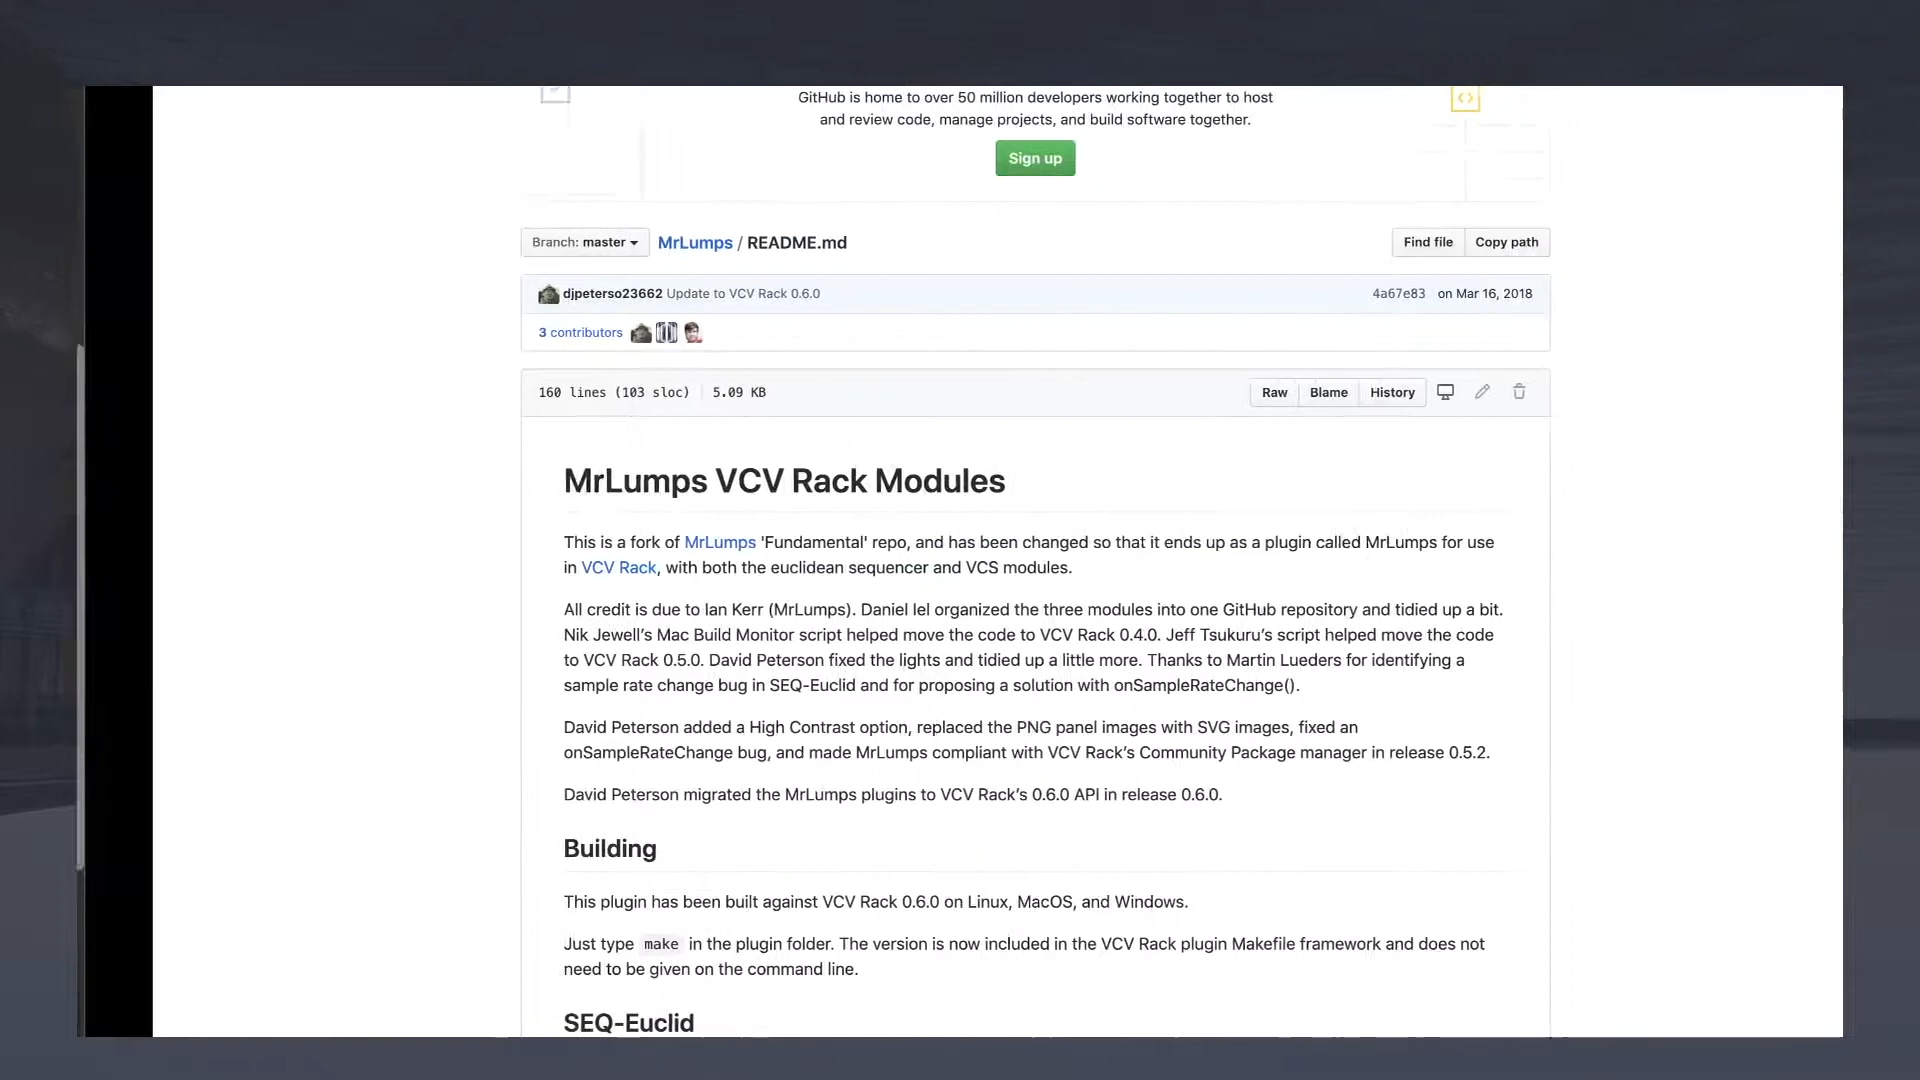 GitHub is home to over 50 million developers working together to host
and review code, manage projects, and build software together.
Sign up
Branch: master MrLumps / README.md Find file Copy path
djpeterso23662 Update to VCV Rack 0.6.0 4a67e83 on Mar 16, 2018
3 contributors
160 lines (103 sloc) 5.09 KB Raw Blame History
MrLumps VCV Rack Modules
This is a fork of MrLumps 'Fundamental' repo, and has been changed so that it ends up as a plugin called MrLumps for use
in VCV Rack, with both the euclidean sequencer and VCS modules.
All credit is due to Ian Kerr (MrLumps). Daniel lel organized the three modules into one GitHub repository and tidied up a bit.
Nik Jewell’s Mac Build Monitor script helped move the code to VCV Rack 0.4.0. Jeff Tsukuru’s script helped move the code
to VCV Rack 0.5.0. David Peterson fixed the lights and tidied up a little more. Thanks to Martin Lueders for identifying a
sample rate change bug in SEQ-Euclid and for proposing a solution with onSampleRateChange().
David Peterson added a High Contrast option, replaced the PNG panel images with SVG images, fixed an
onSampleRateChange bug, and made MrLumps compliant with VCV Rack’s Community Package manager in release 0.5.2.
David Peterson migrated the MrLumps plugins to VCV Rack’s 0.6.0 API in release 0.6.0.
Building
This plugin has been built against VCV Rack 0.6.0 on Linux, MacOS, and Windows.
Just type make in the plugin folder. The version is now included in the VCV Rack plugin Makefile framework and does not
need to be given on the command line.
SEQ-Euclid